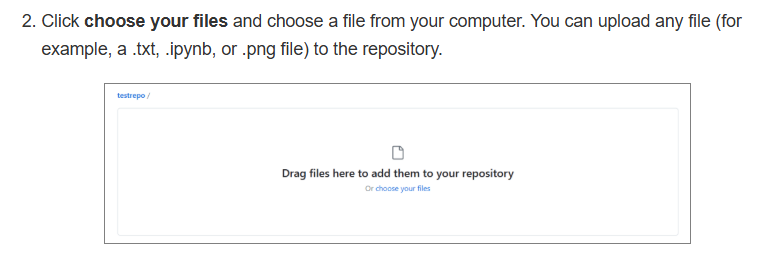 2. Click choose your files and choose a file from your computer. You can upload any file (for
example, a .txt, .ipynb, or .png file) to the repository.
testrepo /
Drag files here to add them to your repository
Or choose your files